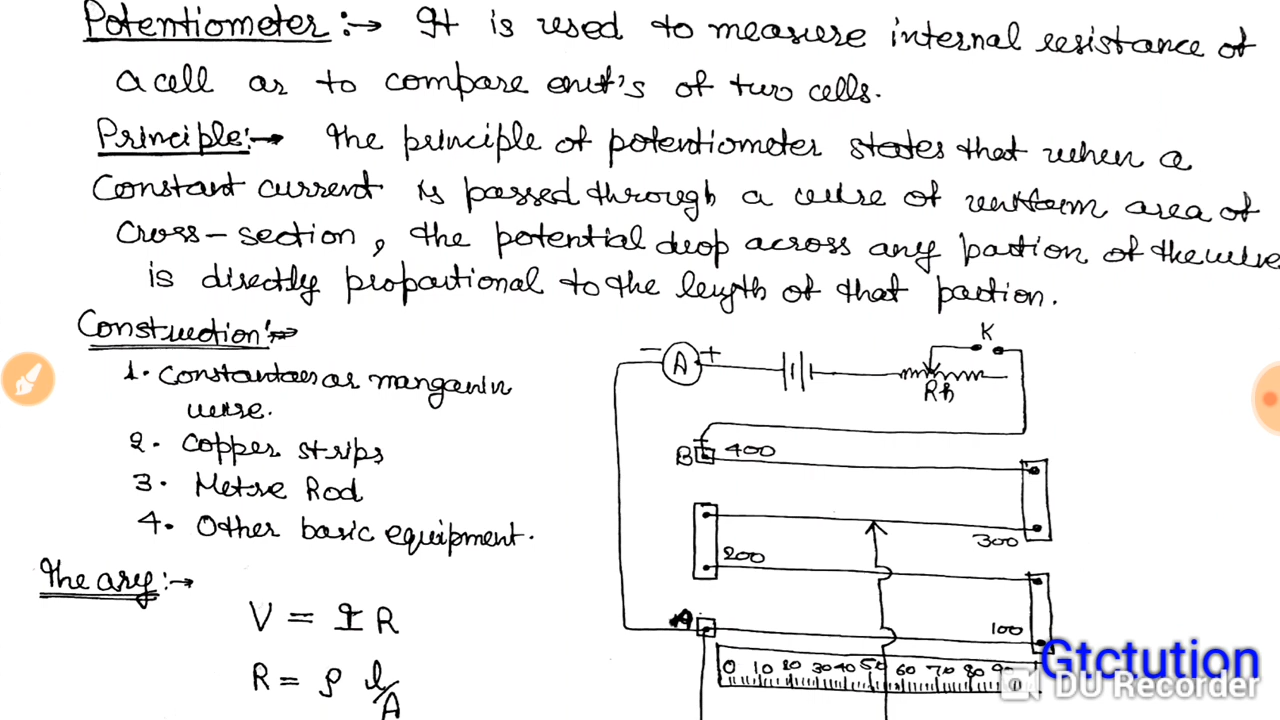 Potentiometer :→ It is used to measure internal resistance of
a cell or to compare emf's of two cells.
Principle :→ The principle of potentiometer states that when a
Constant current is passed through a wire of uniform area of
cross-section, the potential drop across any portion of the wire
is directly proportional to the length of that portion.
Construction :→
1. Constantan or manganin
wire.
2. Copper strips
3. Metre Rod
4. Other basic equipment.
Theory :→
V = I R
R = ρ l/A
K
− A +
Rh
+
B 400
300
200
A 100
0 10 20 30 40 50 60 70 80
Gtctution
DU Recorder